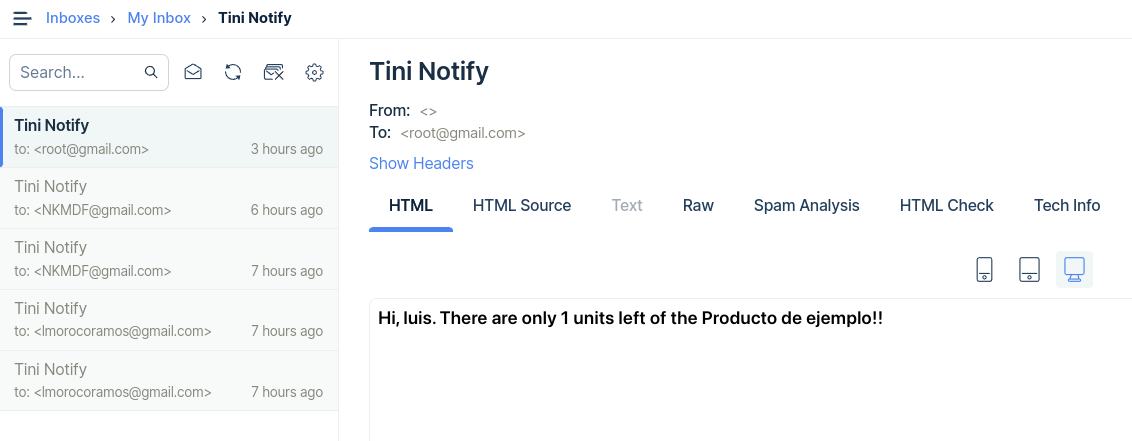 Inboxes › My Inbox › Tini Notify
Search...
Tini Notify
to: <root@gmail.com> 3 hours ago
Tini Notify
to: <NKMDF@gmail.com> 6 hours ago
Tini Notify
to: <NKMDF@gmail.com> 7 hours ago
Tini Notify
to: <lmorocoramos@gmail.com> 7 hours ago
Tini Notify
to: <lmorocoramos@gmail.com> 7 hours ago
Tini Notify
From: <>
To: <root@gmail.com>
Show Headers
HTML HTML Source Text Raw Spam Analysis HTML Check Tech Info
Hi, luis. There are only 1 units left of the Producto de ejemplo!!